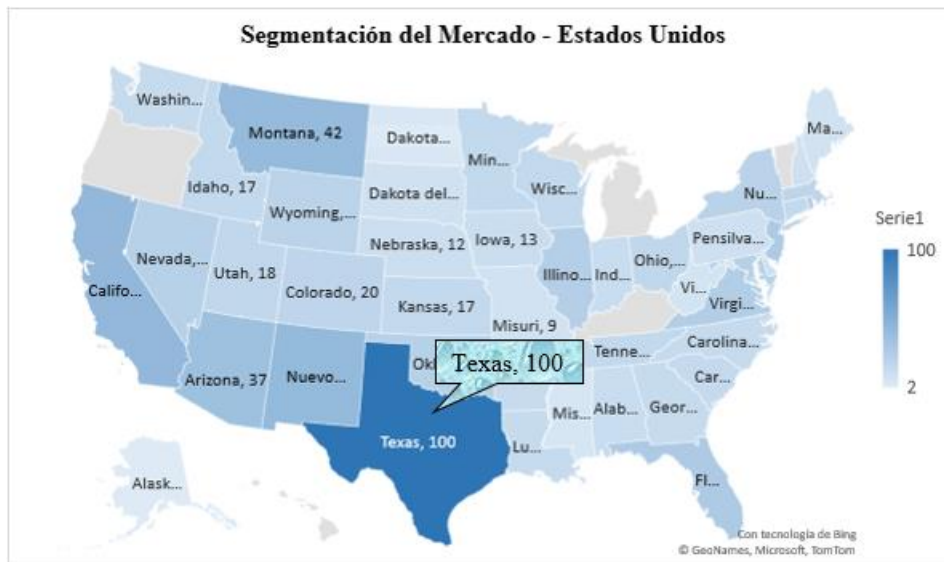 Segmentación del Mercado - Estados Unidos
Washin...
Montana, 42
Dakota...
Min...
Ma...
Idaho, 17
Dakota del...
Wisc...
Nu...
Wyoming,...
Serie1
Nebraska, 12
Iowa, 13
Pensilva...
100
Nevada,...
Utah, 18
Illino...
Ind...
Ohio,...
Califo...
Colorado, 20
Vi...
Kansas, 17
Virgi...
Misuri, 9
Carolina...
Okl
Texas, 100
Tenne...
2
Arizona, 37
Nuevo...
Car...
Mis...
Alab...
Geor...
Texas, 100
Lu...
Fl...
Alask...
Con tecnología de Bing
© GeoNames, Microsoft, TomTom